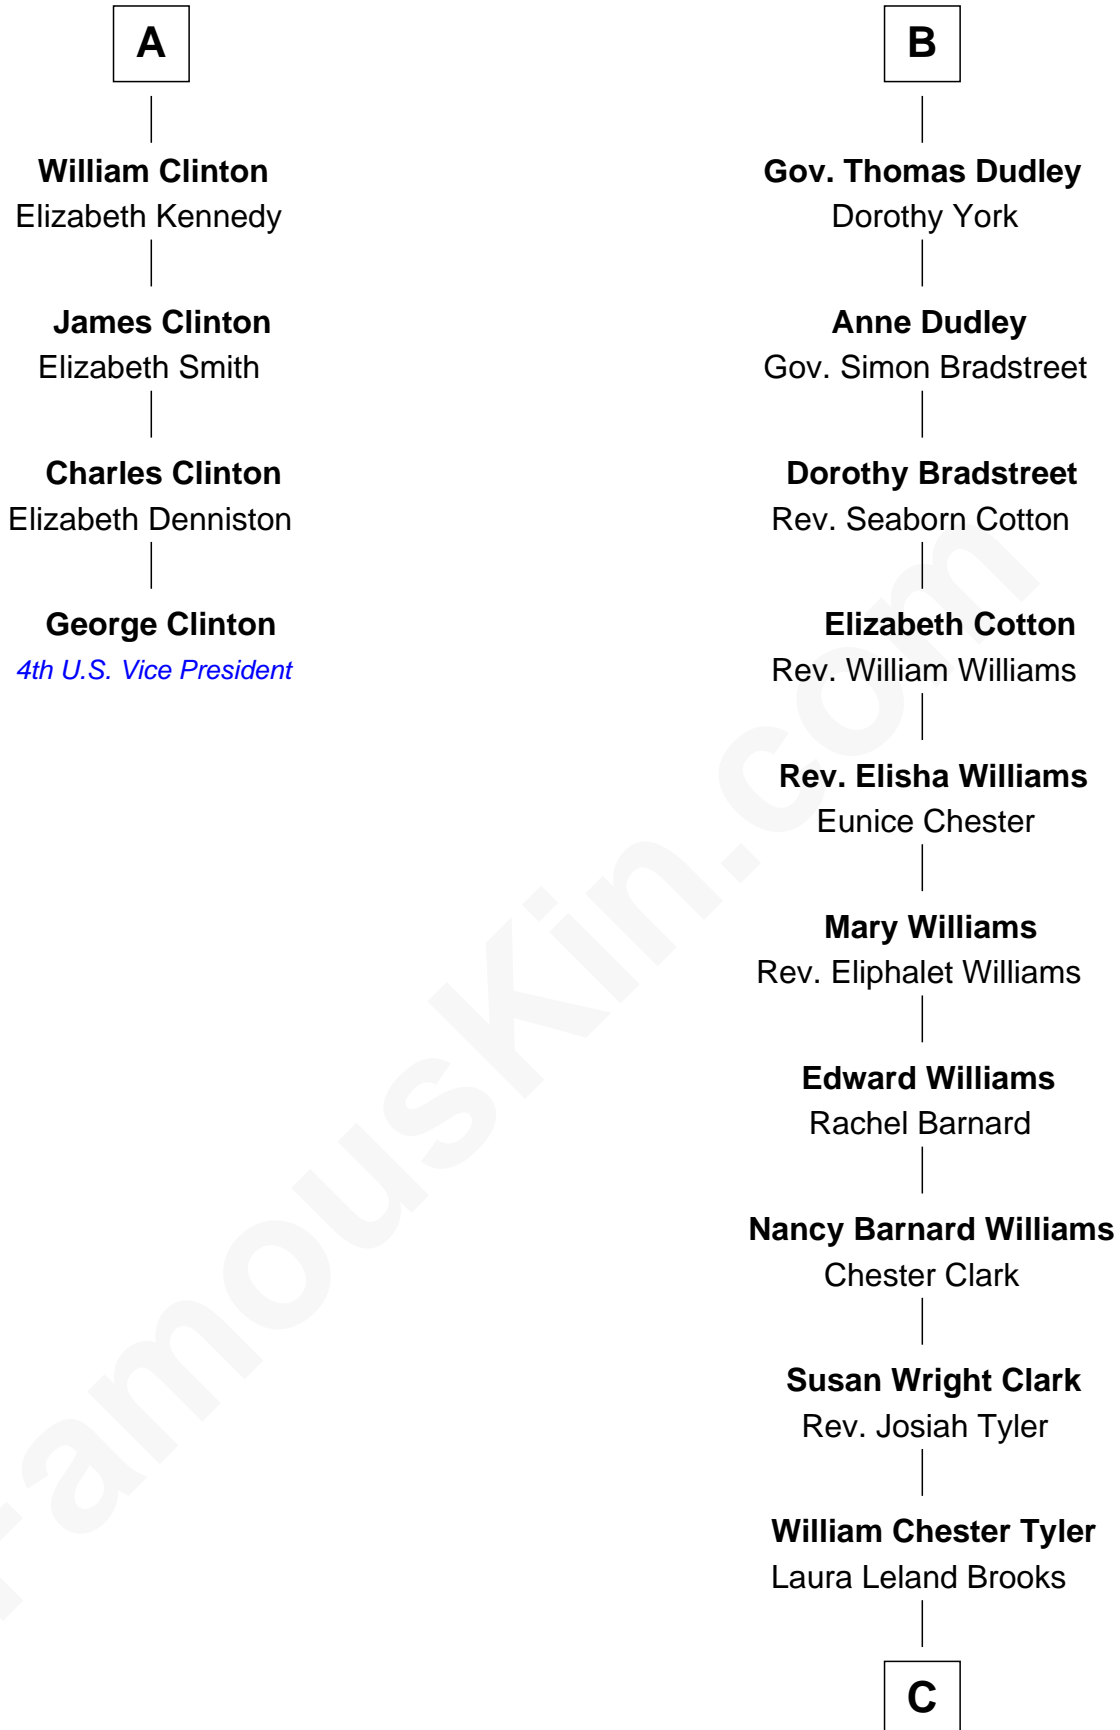 A
William Clinton
Elizabeth Kennedy
James Clinton
Elizabeth Smith
Charles Clinton
Elizabeth Denniston
George Clinton
4th U.S. Vice President
B
Gov. Thomas Dudley
Dorothy York
Anne Dudley
Gov. Simon Bradstreet
Dorothy Bradstreet
Rev. Seaborn Cotton
Elizabeth Cotton
Rev. William Williams
Rev. Elisha Williams
Eunice Chester
Mary Williams
Rev. Eliphalet Williams
Edward Williams
Rachel Barnard
Nancy Barnard Williams
Chester Clark
Susan Wright Clark
Rev. Josiah Tyler
William Chester Tyler
Laura Leland Brooks
C
FamousKin.com